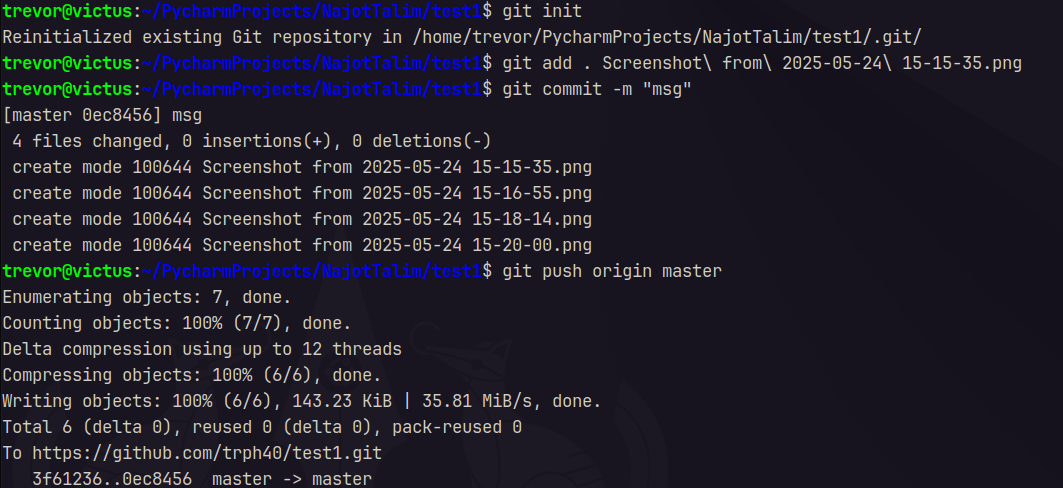 trevor@victus:~/PycharmProjects/NajotTalim/test1$ git init
Reinitialized existing Git repository in /home/trevor/PycharmProjects/NajotTalim/test1/.git/
trevor@victus:~/PycharmProjects/NajotTalim/test1$ git add . Screenshot\ from\ 2025-05-24\ 15-15-35.png
trevor@victus:~/PycharmProjects/NajotTalim/test1$ git commit -m "msg"
[master 0ec8456] msg
 4 files changed, 0 insertions(+), 0 deletions(-)
 create mode 100644 Screenshot from 2025-05-24 15-15-35.png
 create mode 100644 Screenshot from 2025-05-24 15-16-55.png
 create mode 100644 Screenshot from 2025-05-24 15-18-14.png
 create mode 100644 Screenshot from 2025-05-24 15-20-00.png
trevor@victus:~/PycharmProjects/NajotTalim/test1$ git push origin master
Enumerating objects: 7, done.
Counting objects: 100% (7/7), done.
Delta compression using up to 12 threads
Compressing objects: 100% (6/6), done.
Writing objects: 100% (6/6), 143.23 KiB | 35.81 MiB/s, done.
Total 6 (delta 0), reused 0 (delta 0), pack-reused 0
To https://github.com/trph40/test1.git
   3f61236..0ec8456  master -> master